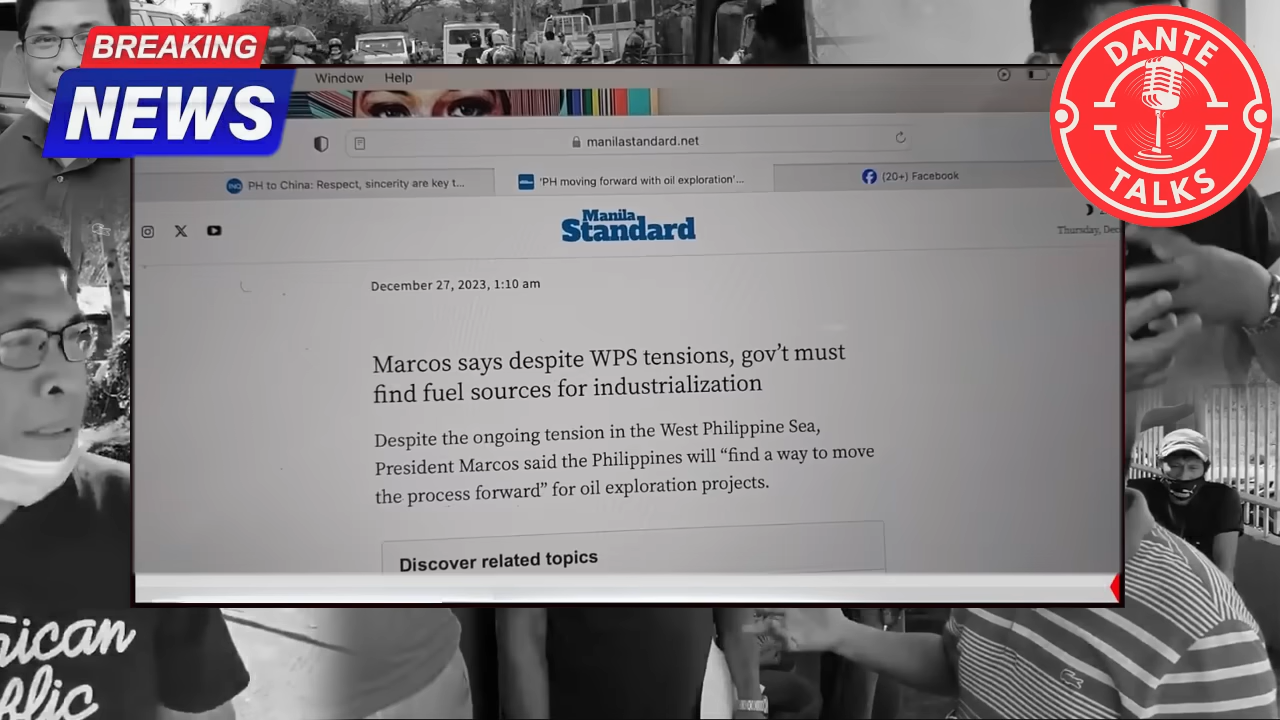 BREAKING
NEWS
DANTE
TALKS
Window Help
manilastandard.net
PH to China: Respect, sincerity are key t...
'PH moving forward with oil exploration'...
(20+) Facebook
Manila
Standard
Thursday, Dec
December 27, 2023, 1:10 am
Marcos says despite WPS tensions, gov't must
find fuel sources for industrialization
Despite the ongoing tension in the West Philippine Sea,
President Marcos said the Philippines will “find a way to move
the process forward” for oil exploration projects.
Discover related topics